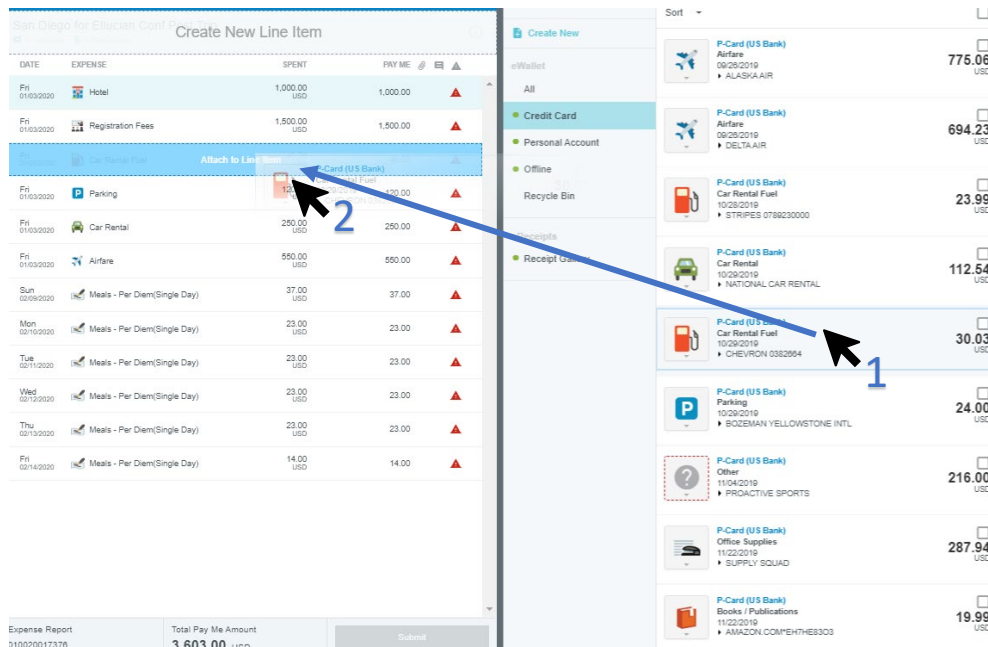 San Diego for Ellucian Conf Post Trip
Create New Line Item
DATE EXPENSE SPENT PAY ME
Fri
01/03/2020
Hotel
1,000.00
USD
1,000.00
Fri
01/03/2020
Registration Fees
1,500.00
USD
1,500.00
Fri
Car Rental Fuel
Attach to Line Item
P-Card (US Bank)
Car Rental Fuel
Fri
01/03/2020
Parking
120.00
Fri
01/03/2020
Car Rental
250.00
USD
250.00
Fri
01/03/2020
Airfare
550.00
USD
550.00
Sun
02/09/2020
Meals - Per Diem(Single Day)
37.00
USD
37.00
Mon
02/10/2020
Meals - Per Diem(Single Day)
23.00
USD
23.00
Tue
02/11/2020
Meals - Per Diem(Single Day)
23.00
USD
23.00
Wed
02/12/2020
Meals - Per Diem(Single Day)
23.00
USD
23.00
Thu
02/13/2020
Meals - Per Diem(Single Day)
23.00
USD
23.00
Fri
02/14/2020
Meals - Per Diem(Single Day)
14.00
USD
14.00
Expense Report
010020017376
Total Pay Me Amount
3,603.00 USD
Submit
2
Create New
eWallet
All
Credit Card
Personal Account
Offline
Recycle Bin
Receipts
Receipt Gallery
Sort
P-Card (US Bank)
Airfare
09/26/2019
ALASKA AIR
775.06
USD
P-Card (US Bank)
Airfare
09/26/2019
DELTA AIR
694.23
USD
P-Card (US Bank)
Car Rental Fuel
10/28/2019
STRIPES 0789230000
23.99
USD
P-Card (US Bank)
Car Rental
10/29/2019
NATIONAL CAR RENTAL
112.54
USD
P-Card (US Bank)
Car Rental Fuel
10/29/2019
CHEVRON 0382664
30.03
USD
1
P-Card (US Bank)
Parking
10/29/2019
BOZEMAN YELLOWSTONE INTL
24.00
USD
P-Card (US Bank)
Other
11/04/2019
PROACTIVE SPORTS
216.00
USD
P-Card (US Bank)
Office Supplies
11/22/2019
SUPPLY SQUAD
287.94
USD
P-Card (US Bank)
Books / Publications
11/22/2019
AMAZON.COM*EH7HE83O3
19.99
USD